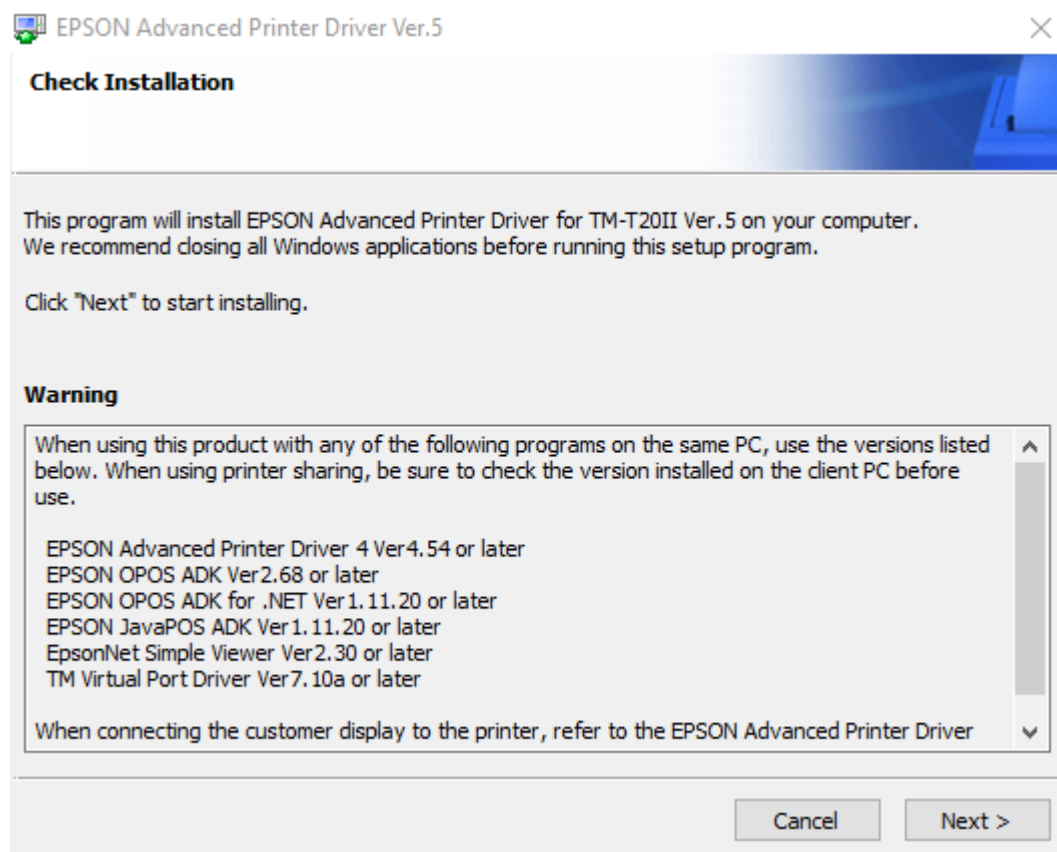 EPSON Advanced Printer Driver Ver.5
Check Installation
This program will install EPSON Advanced Printer Driver for TM-T20II Ver.5 on your computer.
We recommend closing all Windows applications before running this setup program.
Click "Next" to start installing.
Warning
When using this product with any of the following programs on the same PC, use the versions listed
below. When using printer sharing, be sure to check the version installed on the client PC before
use.
EPSON Advanced Printer Driver 4 Ver4.54 or later
EPSON OPOS ADK Ver2.68 or later
EPSON OPOS ADK for .NET Ver1.11.20 or later
EPSON JavaPOS ADK Ver1.11.20 or later
EpsonNet Simple Viewer Ver2.30 or later
TM Virtual Port Driver Ver7.10a or later
When connecting the customer display to the printer, refer to the EPSON Advanced Printer Driver
Cancel
Next >